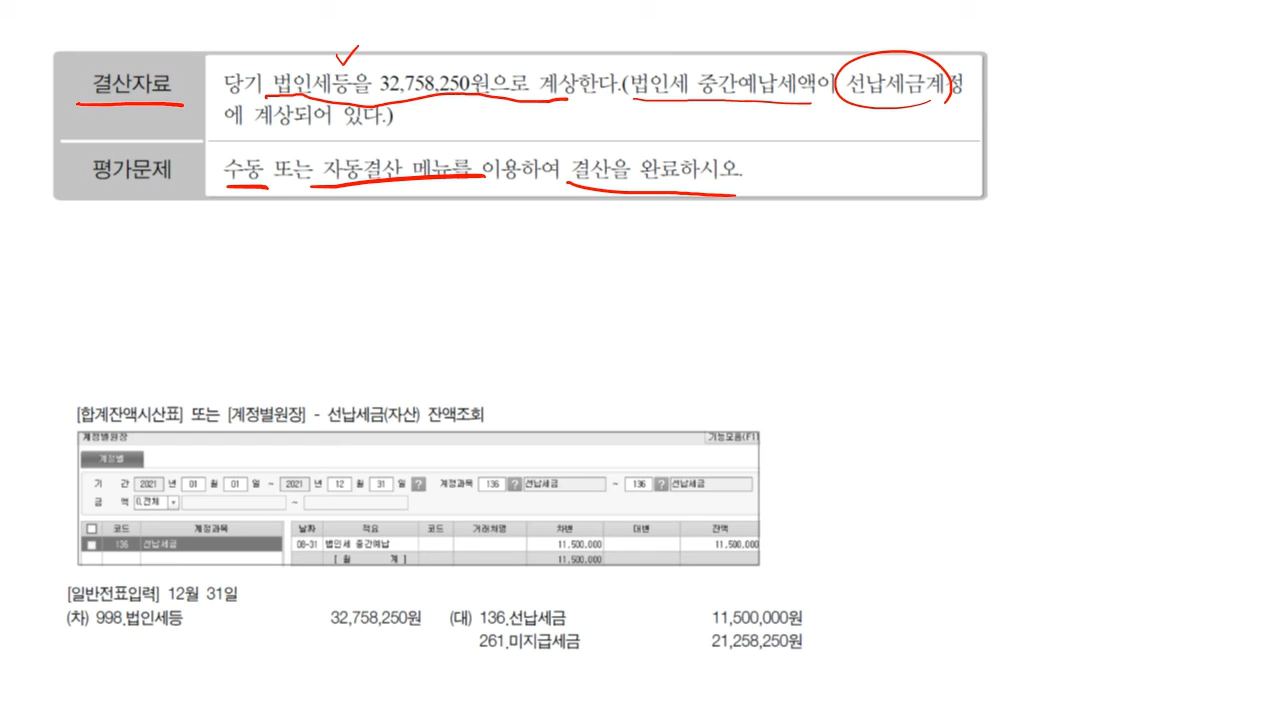 결산자료
당기 법인세등을 32,758,250원으로 계상한다.(법인세 중간예납세액이 선납세금계정
에 계상되어 있다.)
평가문제
수동 또는 자동결산 메뉴를 이용하여 결산을 완료하시오.
[합계잔액시산표] 또는 [계정별원장] - 선납세금(자산) 잔액조회
계정별원장 기능모음(F11)
계정별
기 간 2021 년 01 월 01 일 ~ 2021 년 12 월 31 일 ? 계정과목 136 ? 선납세금 ~ 136 ? 선납세금
금 액 0.전체 ~
코드 계정과목 날짜 적요 코드 거래처명 차변 대변 잔액
136 선납세금 08-31 법인세 중간예납 11,500,000 11,500,000
[ 월 계 ] 11,500,000
[일반전표입력] 12월 31일
(차) 998.법인세등 32,758,250원 (대) 136.선납세금 11,500,000원
261.미지급세금 21,258,250원